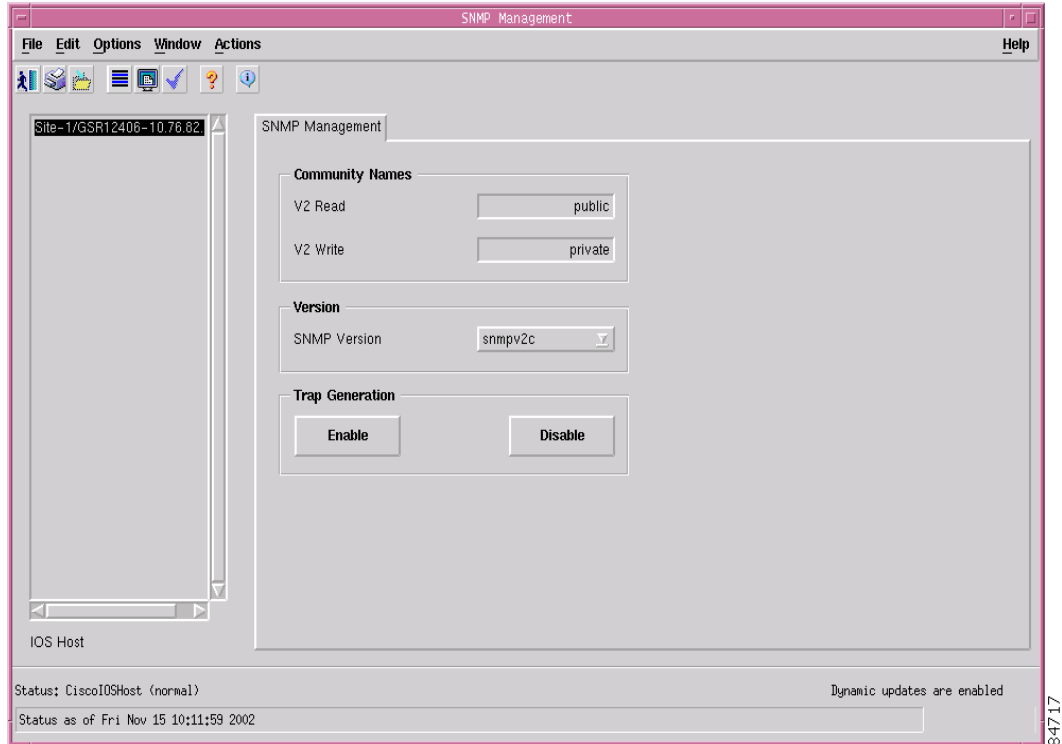 SNMP Management
File Edit Options Window Actions Help
Site-1/GSR12406-10.76.82.
SNMP Management
Community Names
V2 Read public
V2 Write private
Version
SNMP Version snmpv2c
Trap Generation
Enable Disable
IOS Host
Status: CiscoIOSHost (normal) Dynamic updates are enabled
Status as of Fri Nov 15 10:11:59 2002
84717